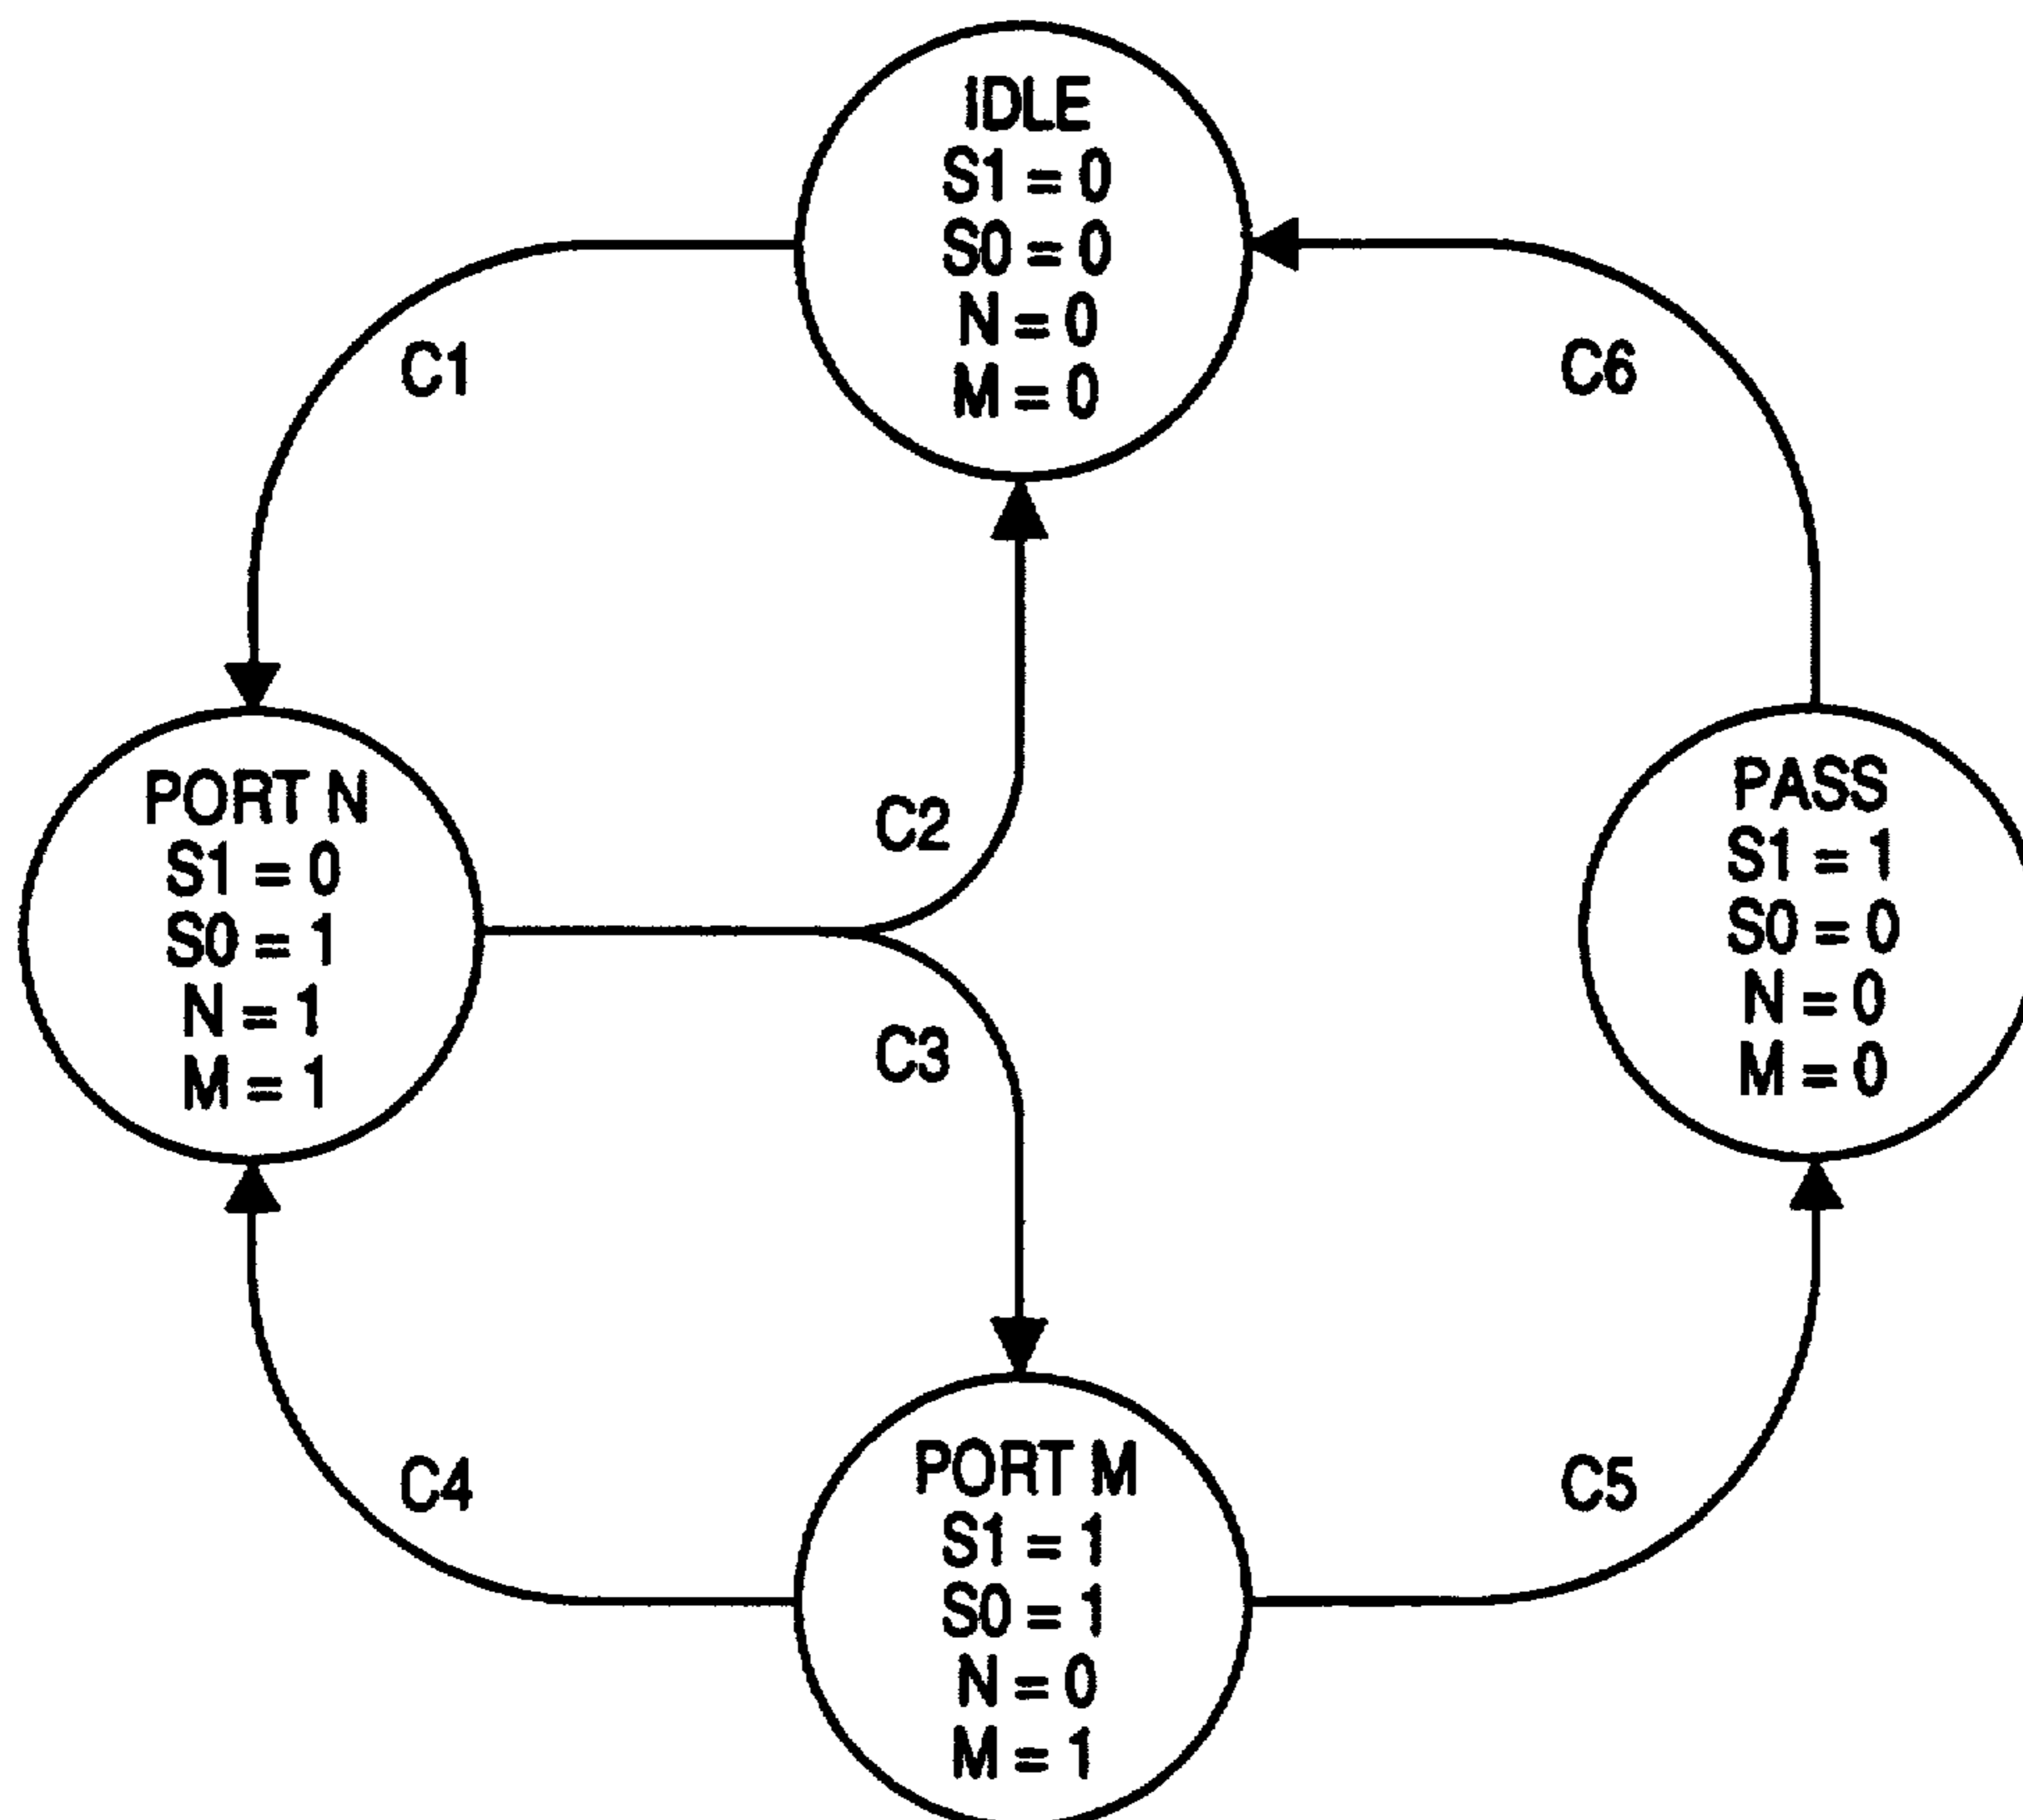 IDLE
S1 = 0
S0 = 0
N = 0
M = 0
C1
C6
PORT N
S1 = 0
S0 = 1
N = 1
M = 1
C2
C3
PASS
S1 = 1
S0 = 0
N = 0
M = 0
C4
C5
PORT M
S1 = 1
S0 = 1
N = 0
M = 1